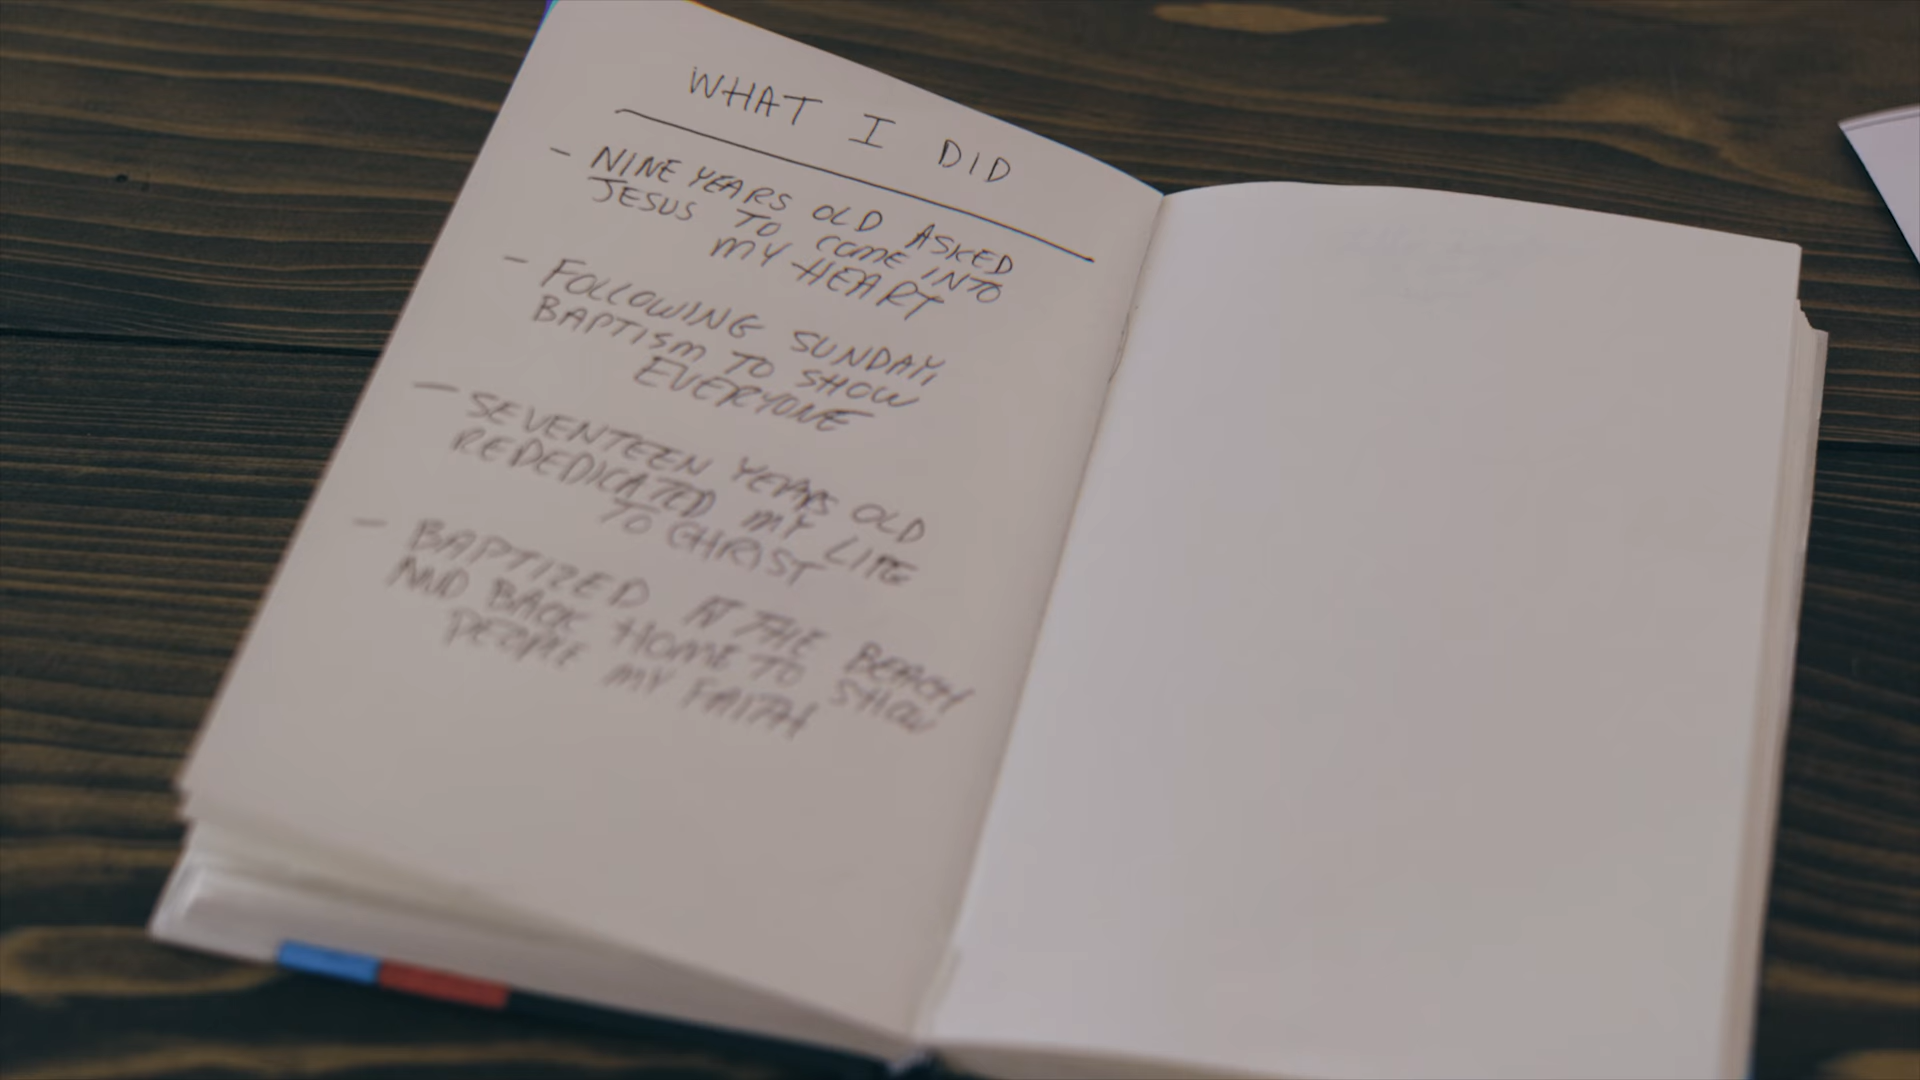 WHAT I DID
- NINE YEARS OLD ASKED
JESUS TO COME INTO
MY HEART
- FOLLOWING SUNDAY,
BAPTISM TO SHOW
EVERYONE
- SEVENTEEN YEARS OLD
REDEDICATED MY LIFE
TO CHRIST
- BAPTIZED AT THE BEACH
AND BACK HOME TO SHOW
PEOPLE MY FAITH